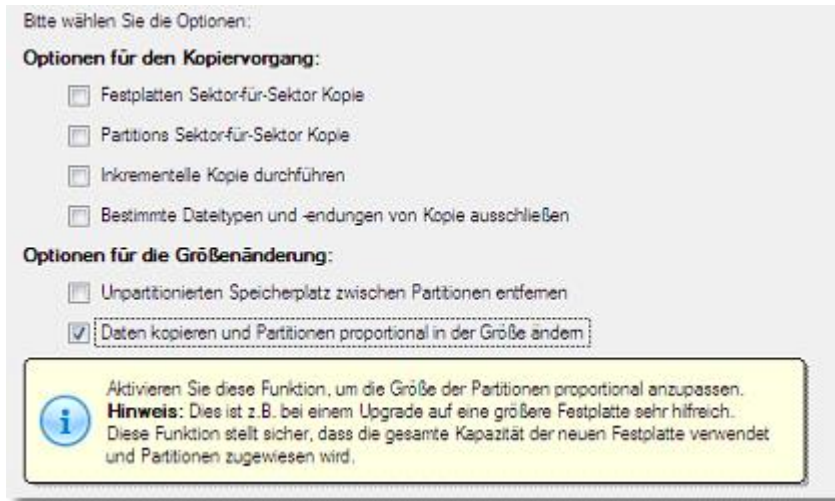 Bitte wählen Sie die Optionen:
Optionen für den Kopiervorgang:
Festplatten Sektor-für-Sektor Kopie
Partitions Sektor-für-Sektor Kopie
Inkrementelle Kopie durchführen
Bestimmte Dateitypen und -endungen von Kopie ausschließen
Optionen für die Größenänderung:
Unpartitionierten Speicherplatz zwischen Partitionen entfernen
Daten kopieren und Partitionen proportional in der Größe ändern
Aktivieren Sie diese Funktion, um die Größe der Partitionen proportional anzupassen.
Hinweis: Dies ist z.B. bei einem Upgrade auf eine größere Festplatte sehr hilfreich.
Diese Funktion stellt sicher, dass die gesamte Kapazität der neuen Festplatte verwendet
und Partitionen zugewiesen wird.